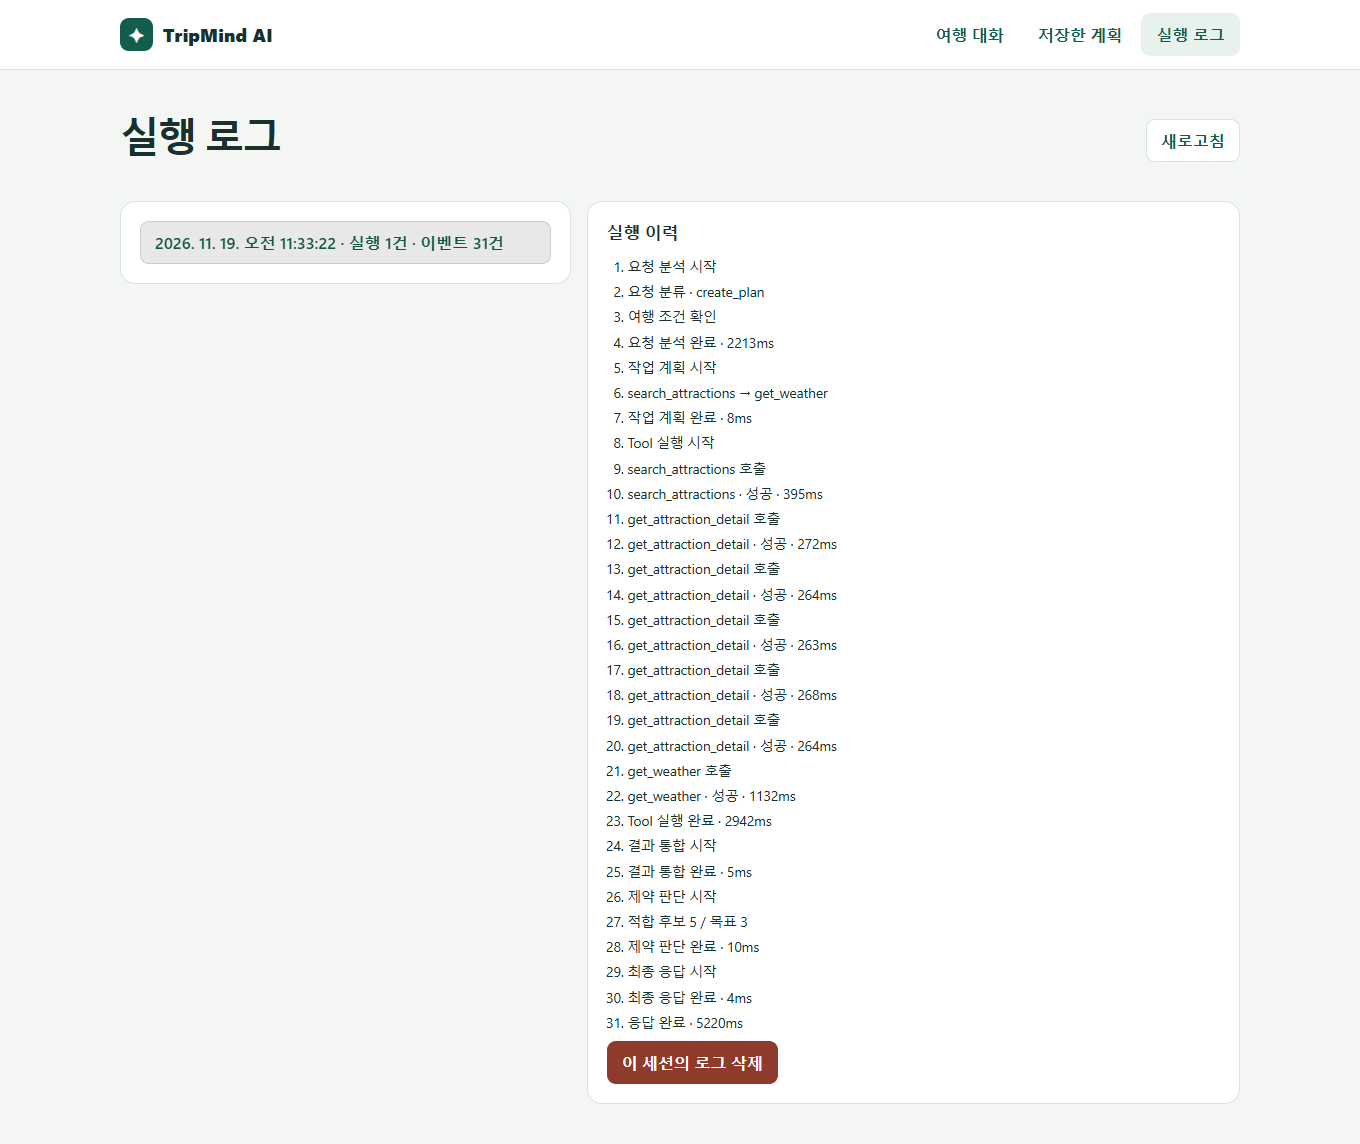 TripMind AI
여행 대화
저장한 계획
실행 로그
실행 로그
새로고침
2026. 11. 19. 오전 11:33:22 · 실행 1건 · 이벤트 31건
실행 이력
1. 요청 분석 시작
2. 요청 분류 · create_plan
3. 여행 조건 확인
4. 요청 분석 완료 · 2213ms
5. 작업 계획 시작
6. search_attractions → get_weather
7. 작업 계획 완료 · 8ms
8. Tool 실행 시작
9. search_attractions 호출
10. search_attractions · 성공 · 395ms
11. get_attraction_detail 호출
12. get_attraction_detail · 성공 · 272ms
13. get_attraction_detail 호출
14. get_attraction_detail · 성공 · 264ms
15. get_attraction_detail 호출
16. get_attraction_detail · 성공 · 263ms
17. get_attraction_detail 호출
18. get_attraction_detail · 성공 · 268ms
19. get_attraction_detail 호출
20. get_attraction_detail · 성공 · 264ms
21. get_weather 호출
22. get_weather · 성공 · 1132ms
23. Tool 실행 완료 · 2942ms
24. 결과 통합 시작
25. 결과 통합 완료 · 5ms
26. 제약 판단 시작
27. 적합 후보 5 / 목표 3
28. 제약 판단 완료 · 10ms
29. 최종 응답 시작
30. 최종 응답 완료 · 4ms
31. 응답 완료 · 5220ms
이 세션의 로그 삭제